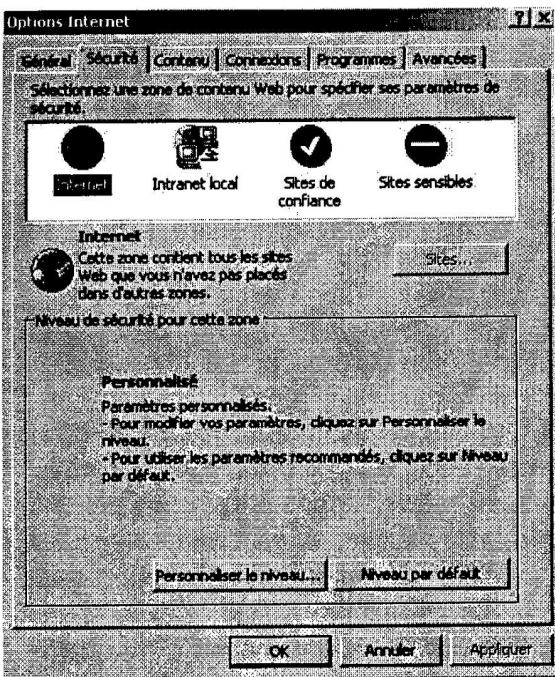 Options Internet
Général Sécurité Contenu Connexions Programmes Avancées
Sélectionnez une zone de contenu Web pour spécifier ses paramètres de
sécurité.
Internet Intranet local Sites de confiance Sites sensibles
Internet
Cette zone contient tous les sites
Web que vous n'avez pas placés
dans d'autres zones.
Sites...
Niveau de sécurité pour cette zone
Personnalisé
Paramètres personnalisés.
- Pour modifier vos paramètres, cliquez sur Personnaliser le
niveau.
- Pour utiliser les paramètres recommandés, cliquez sur Niveau
par défaut.
Personnaliser le niveau... Niveau par défaut
OK Annuler Appliquer